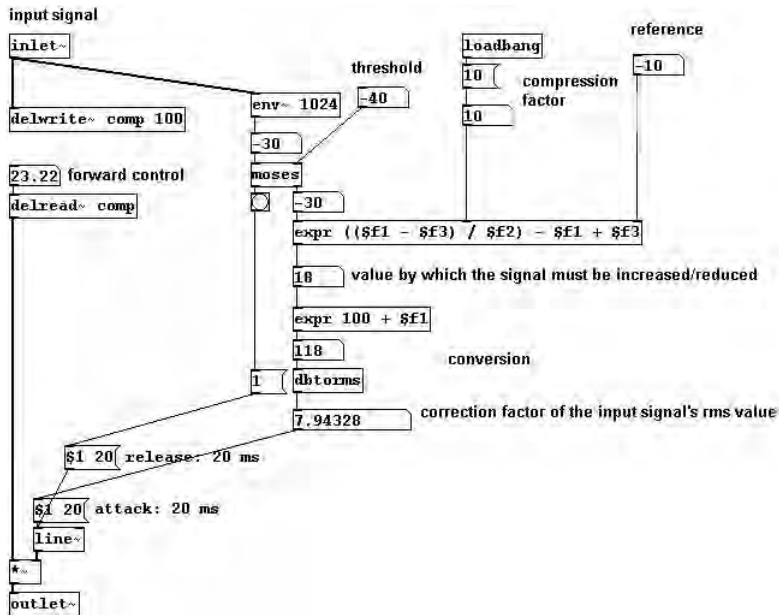 input signal
inlet~
delwrite~ comp 100
23.22 forward control
delread~ comp
env~ 1024
-30
threshold
-40
moses
-30
loadbang
10
10
compression
factor
reference
-10
expr (($f1 - $f3) / $f2) - $f1 + $f3
18 value by which the signal must be increased/reduced
expr 100 + $f1
118
conversion
1
dbtorms
7.94328 correction factor of the input signal's rms value
$1 20 release: 20 ms
$1 20 attack: 20 ms
line~
*~
outlet~